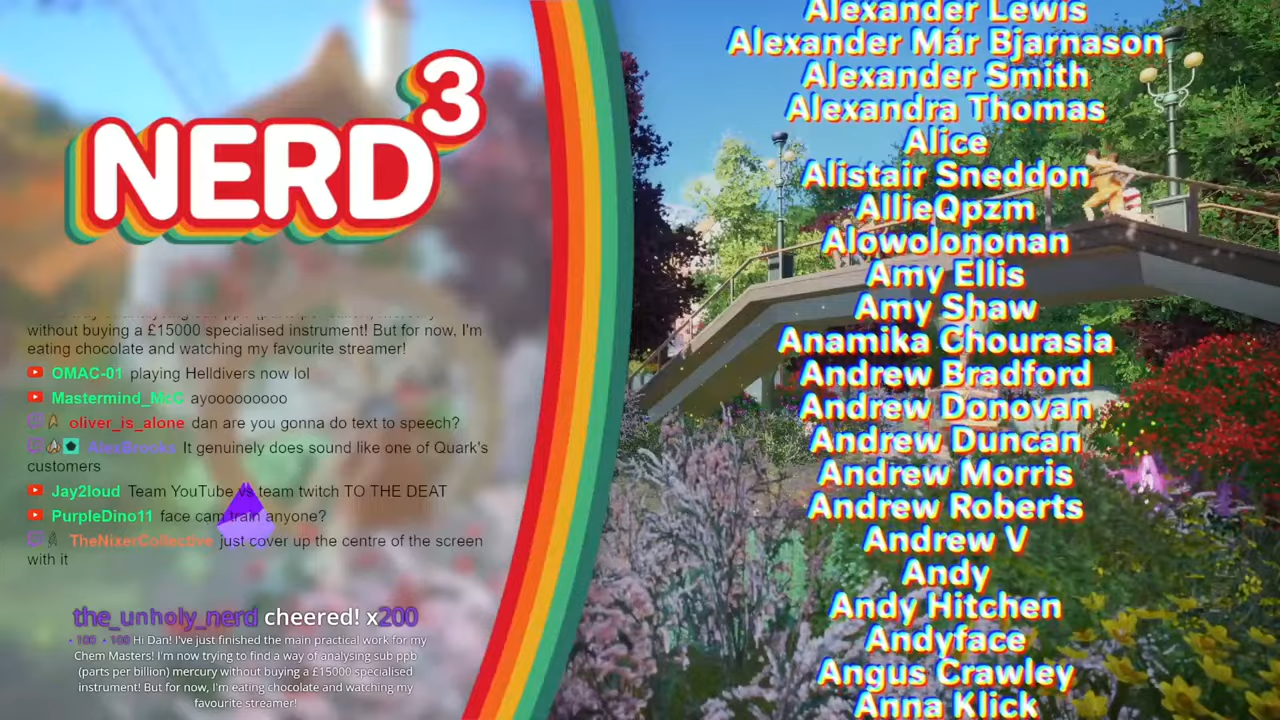 NERD³
without buying a £15000 specialised instrument! But for now, I'm
eating chocolate and watching my favourite streamer!
OMAC-01 playing Helldivers now lol
Mastermind_McC ayooooooooo
oliver_is_alone dan are you gonna do text to speech?
AlexBrooks It genuinely does sound like one of Quark's
customers
Jay2loud Team YouTube vs team twitch TO THE DEAT
PurpleDino11 face cam train anyone?
TheNixerCollective just cover up the centre of the screen
with it
the_unholy_nerd cheered! x200
100 100 Hi Dan! I've just finished the main practical work for my
Chem Masters! I'm now trying to find a way of analysing sub ppb
(parts per billion) mercury without buying a £15000 specialised
instrument! But for now, I'm eating chocolate and watching my
favourite streamer!
Alexander Lewis
Alexander Már Bjarnason
Alexander Smith
Alexandra Thomas
Alice
Alistair Sneddon
AllieQpzm
Alowolononan
Amy Ellis
Amy Shaw
Anamika Chourasia
Andrew Bradford
Andrew Donovan
Andrew Duncan
Andrew Morris
Andrew Roberts
Andrew V
Andy
Andy Hitchen
Andyface
Angus Crawley
Anna Klick